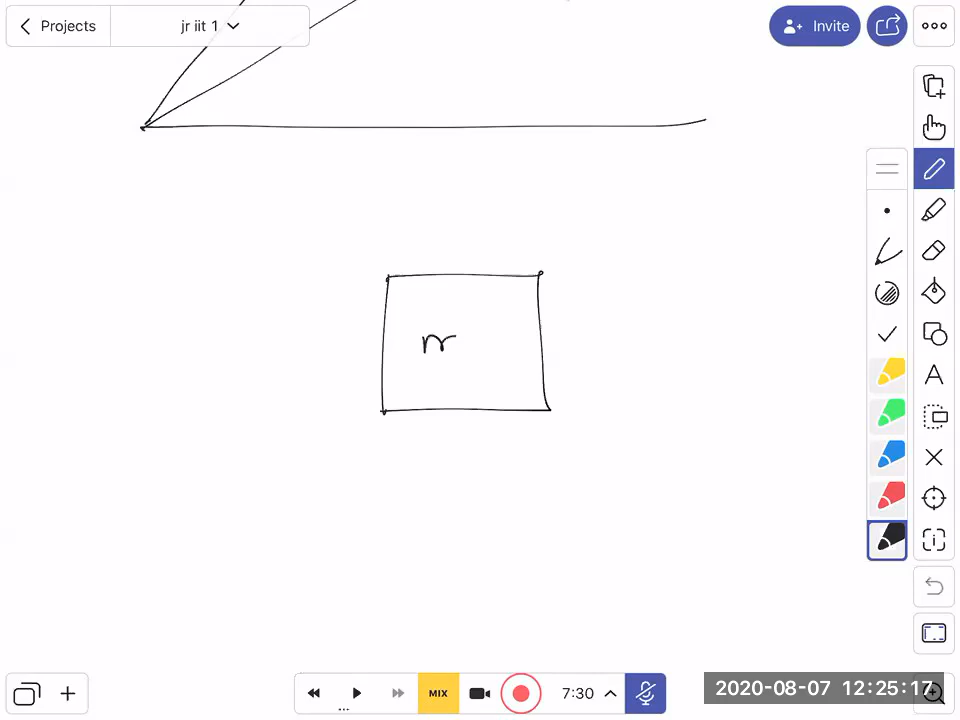 Projects
jr iit 1
Invite
A
MIX
7:30
2020-08-07 12:25:17